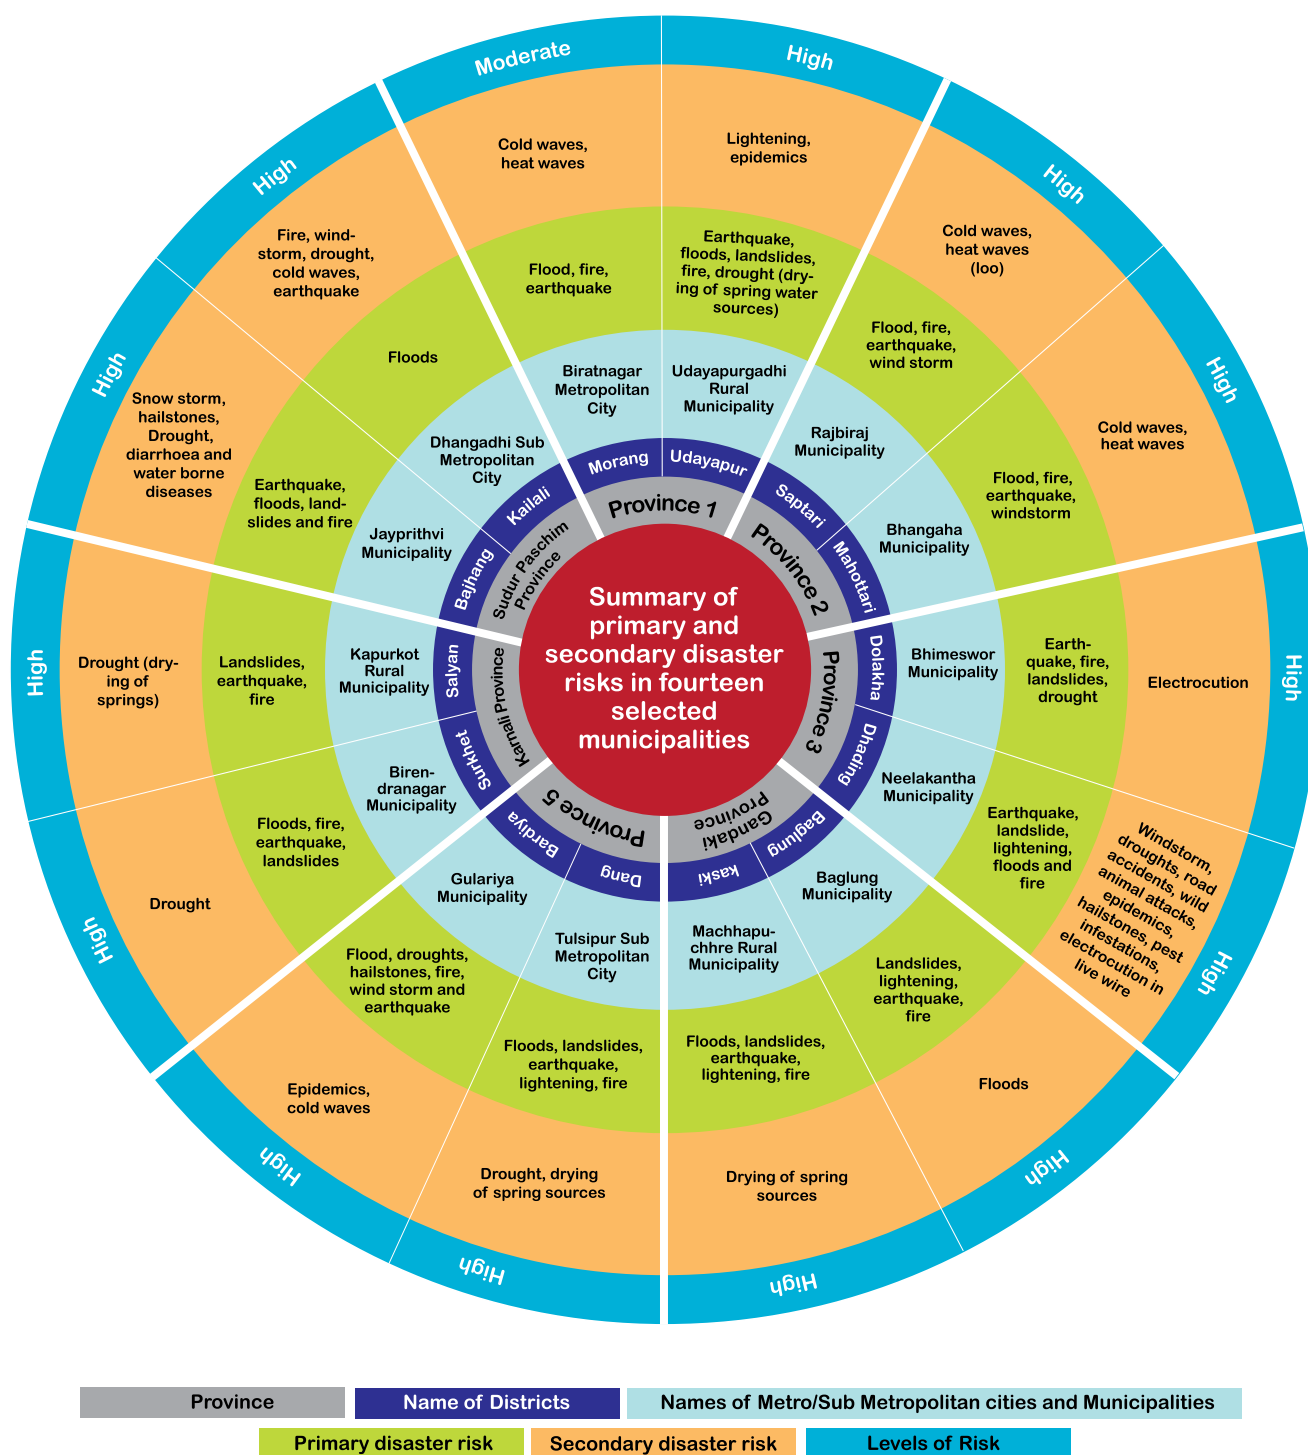 Summary of
primary and
secondary disaster
risks in fourteen
selected
municipalities
Province 1
Morang
Biratnagar
Metropolitan
City
Flood, fire,
earthquake
Cold waves,
heat waves
Moderate
Udayapur
Udayapurgadhi
Rural
Municipality
Earthquake,
floods, landslides,
fire, drought (dry-
ing of spring water
sources)
Lightening,
epidemics
High
Province 2
Saptari
Rajbiraj
Municipality
Flood, fire,
earthquake,
wind storm
Cold waves,
heat waves
(loo)
High
Mahottari
Bhangaha
Municipality
Flood, fire,
earthquake,
windstorm
Cold waves,
heat waves
High
Province 3
Dolakha
Bhimeswor
Municipality
Earth-
quake, fire,
landslides,
drought
Electrocution
High
Dhading
Neelakantha
Municipality
Earthquake,
landslide,
lightening,
floods and
fire
Windstorm,
droughts, road
accidents, wild
animal attacks,
epidemics,
hailstones, pest
infestations,
electrocution in
live wire
High
Gandaki
Province
Baglung
Baglung
Municipality
Landslides,
lightening,
earthquake,
fire
Floods
High
kaski
Machhapu-
chhre Rural
Municipality
Floods, landslides,
earthquake,
lightening, fire
Drying of spring
sources
High
Province 5
Dang
Tulsipur Sub
Metropolitan
City
Floods, landslides,
earthquake,
lightening, fire
Drought, drying
of spring sources
High
Bardiya
Gulariya
Municipality
Flood, droughts,
hailstones, fire,
wind storm and
earthquake
Epidemics,
cold waves
High
Karnali Province
Surkhet
Biren-
dranagar
Municipality
Floods, fire,
earthquake,
landslides
Drought
High
Salyan
Kapurkot
Rural
Municipality
Landslides,
earthquake,
fire
Drought (dry-
ing of
springs)
High
Sudur Paschim
Province
Bajhang
Jayprithvi
Municipality
Earthquake,
floods, land-
slides and fire
Snow storm,
hailstones,
Drought,
diarrhoea and
water borne
diseases
High
Kailali
Dhangadhi Sub
Metropolitan
City
Floods
Fire, wind-
storm, drought,
cold waves,
earthquake
High
Province
Name of Districts
Names of Metro/Sub Metropolitan cities and Municipalities
Primary disaster risk
Secondary disaster risk
Levels of Risk